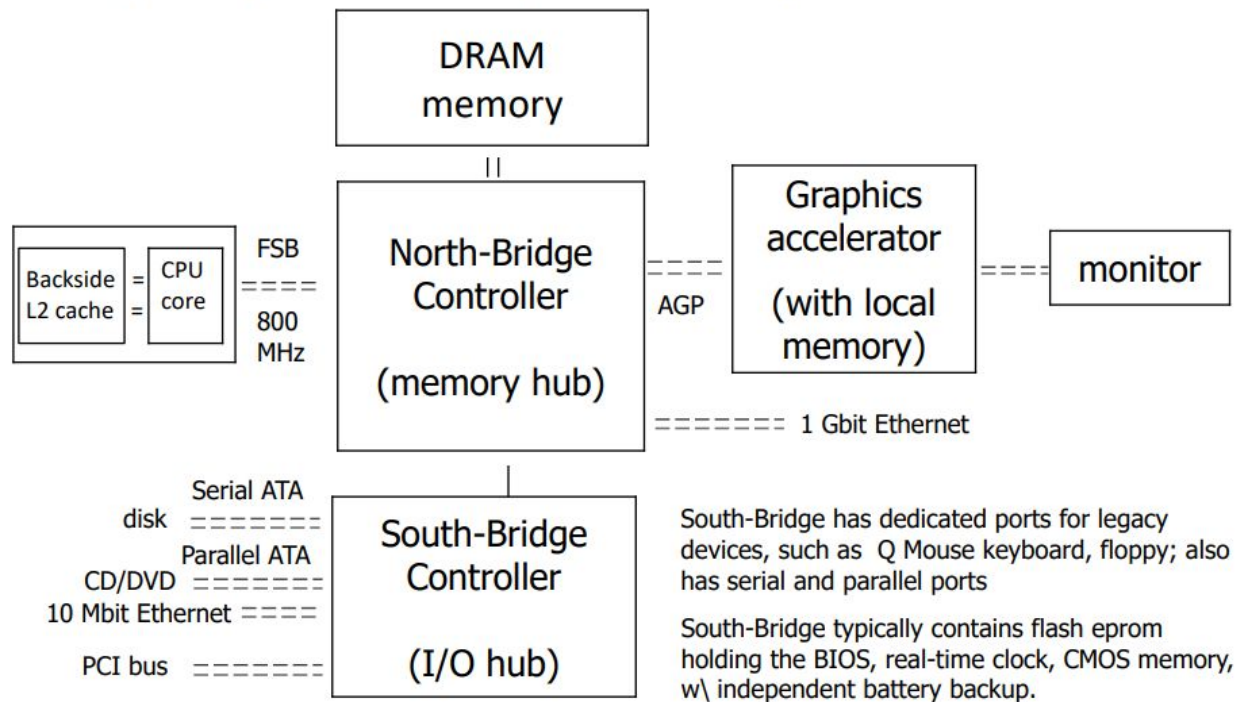 DRAM
memory
North-Bridge
Controller
(memory hub)
Backside
L2 cache
=
=
CPU
core
FSB
800
MHz
AGP
Graphics
accelerator
(with local
memory)
monitor
1 Gbit Ethernet
South-Bridge
Controller
(I/O hub)
Serial ATA
disk
Parallel ATA
CD/DVD
10 Mbit Ethernet
PCI bus
South-Bridge has dedicated ports for legacy
devices, such as Q Mouse keyboard, floppy; also
has serial and parallel ports
South-Bridge typically contains flash eprom
holding the BIOS, real-time clock, CMOS memory,
w\ independent battery backup.